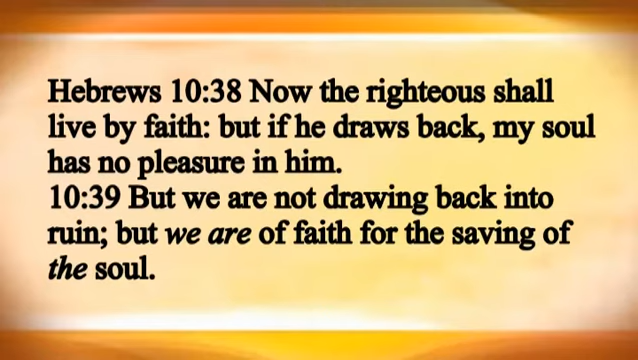 Hebrews 10:38 Now the righteous shall
live by faith: but if he draws back, my soul
has no pleasure in him.
10:39 But we are not drawing back into
ruin; but we are of faith for the saving of
the soul.